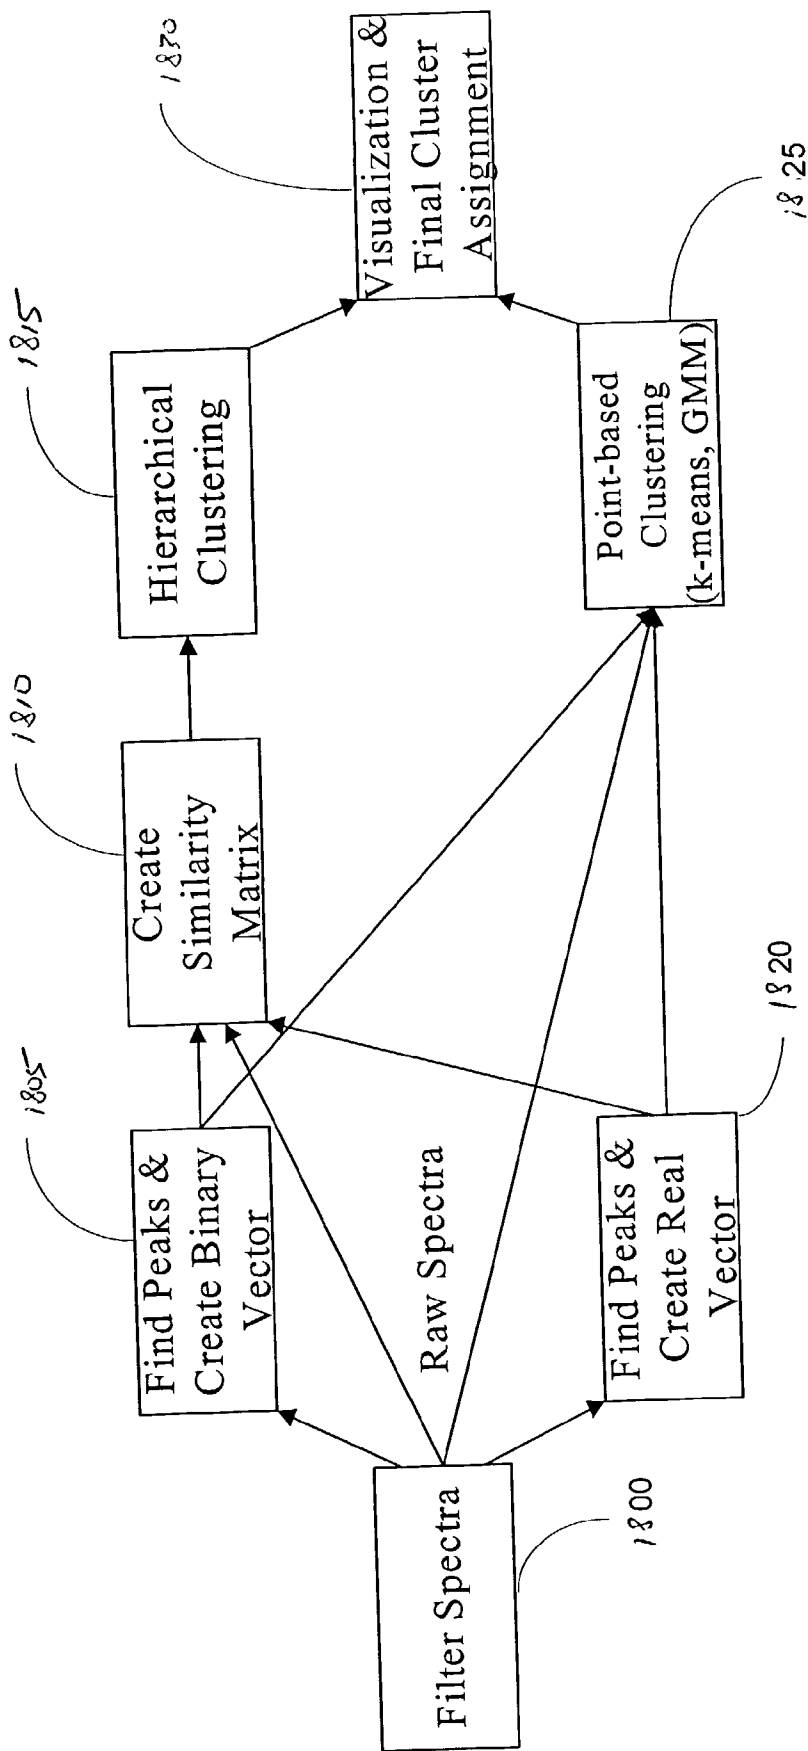 Filter Spectra
1800
Find Peaks &
Create Binary
Vector
1805
Raw Spectra
Find Peaks &
Create Real
Vector
1820
Create
Similarity
Matrix
1810
Hierarchical
Clustering
1815
Point-based
Clustering
(k-means, GMM)
1825
Visualization &
Final Cluster
Assignment
1830